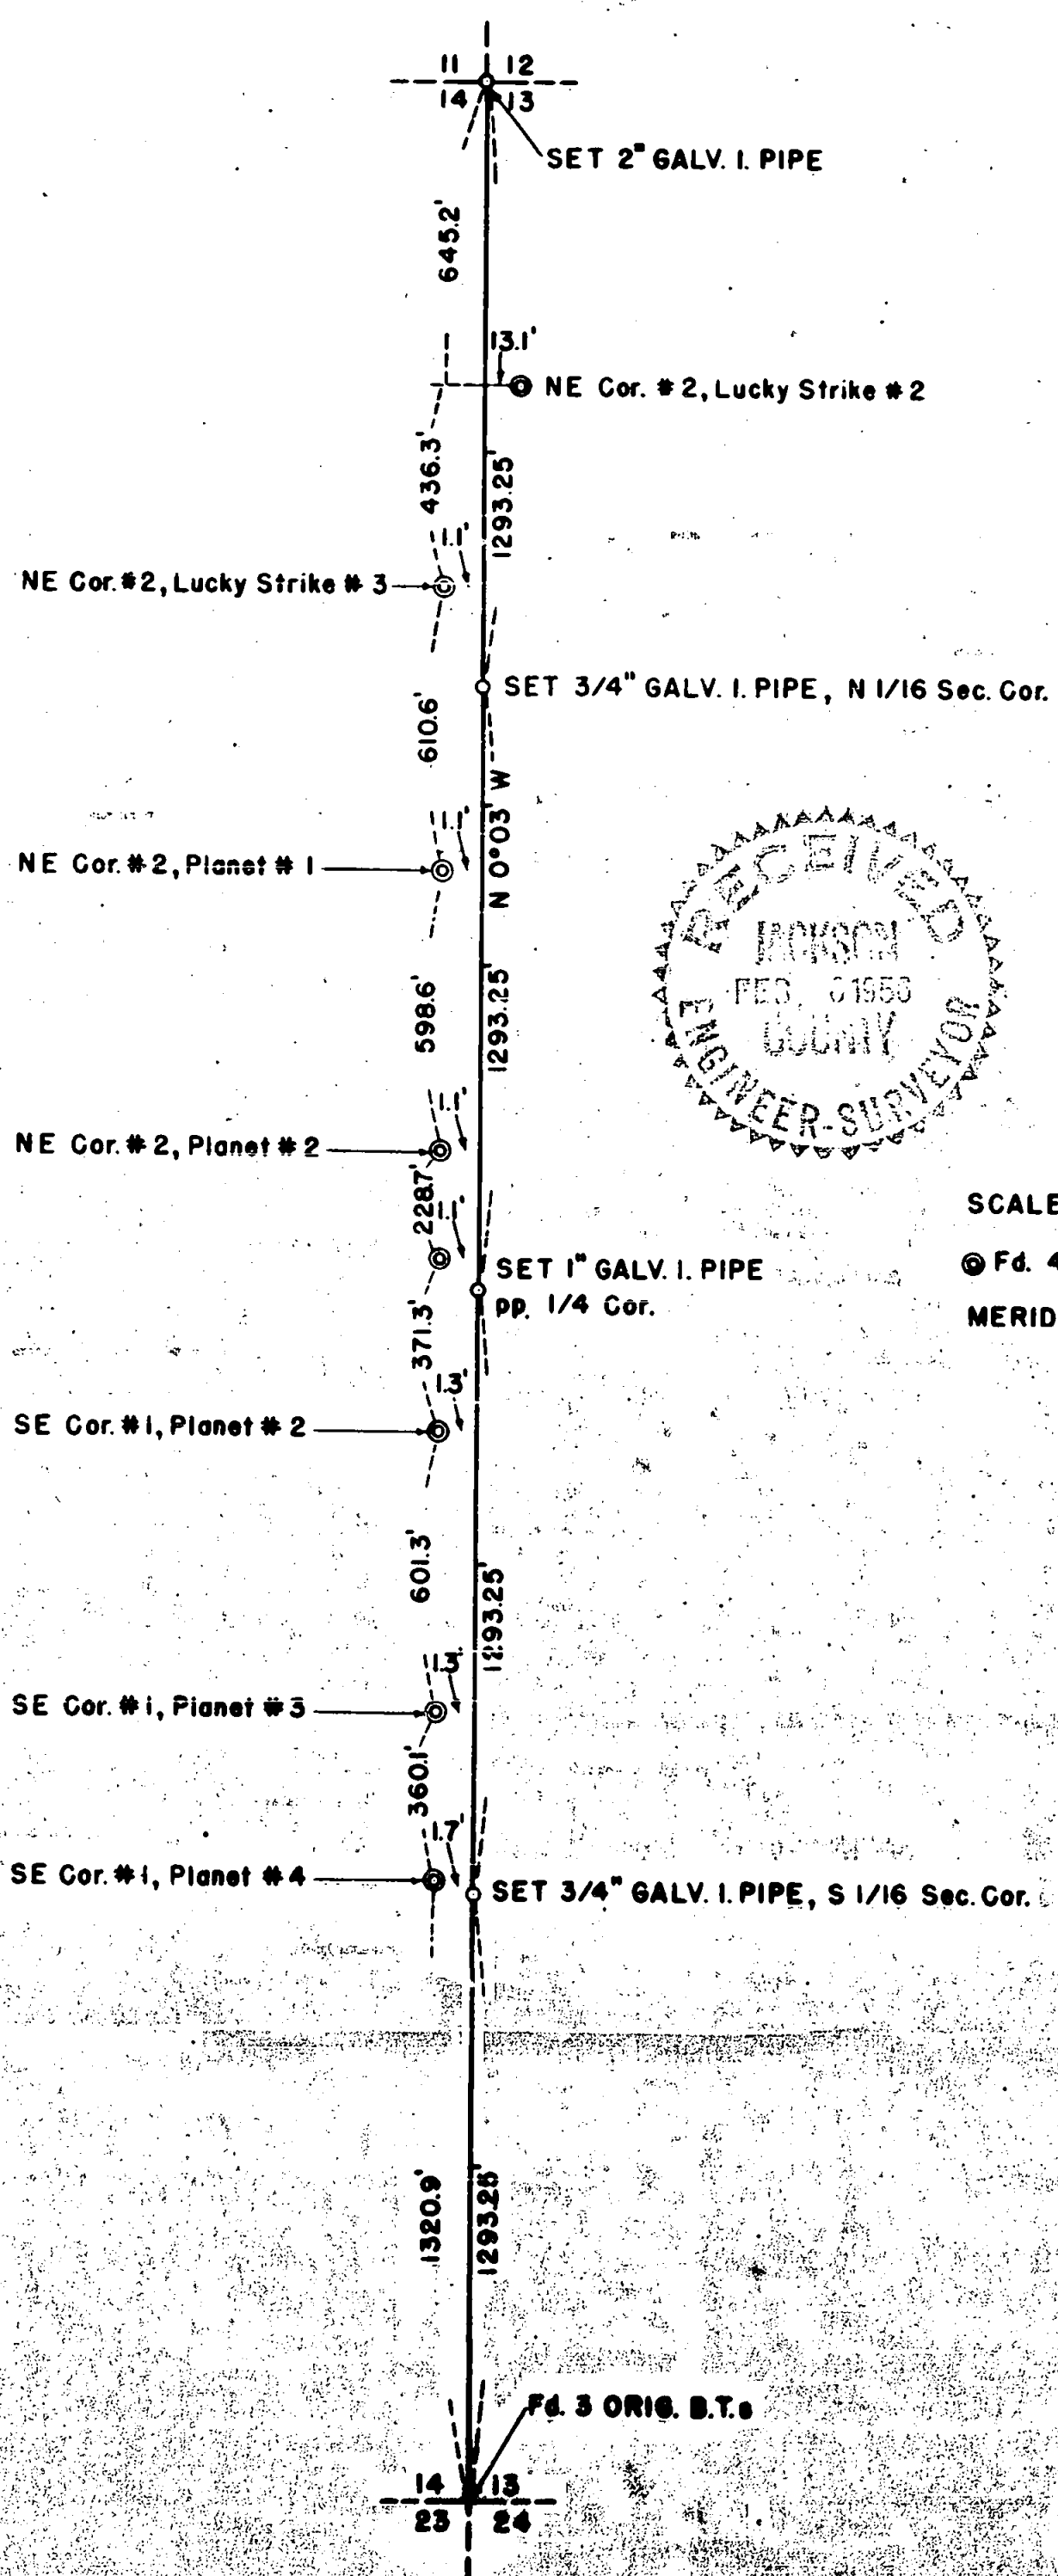 11 12
14 13
SET 2" GALV. I. PIPE
645.2'
13.1'
NE Cor. #2, Lucky Strike #2
436.3'
1293.25'
1.1'
NE Cor. #2, Lucky Strike # 3
SET 3/4" GALV. I. PIPE, N 1/16 Sec. Cor.
610.6'
N 0°03' W
1.1'
NE Cor. #2, Planet # 1
RECEIVED
JACKSON
COUNTY
ENGINEER-SURVEYOR
598.6'
1293.25'
1.1'
NE Cor. #2, Planet #2
228.7'
1.1'
SCALE
Fd. 4
MERID
SET 1" GALV. I. PIPE
pp. 1/4 Cor.
371.3'
1.3'
SE Cor. #1, Planet # 2
601.3'
1293.25'
1.3'
SE Cor. #1, Planet #3
360.1'
1.7'
SE Cor. #1, Planet #4
SET 3/4" GALV. I. PIPE, S 1/16 Sec. Cor.
1320.9'
1293.25'
Fd. 3 ORIG. B.T.s
14 13
23 24